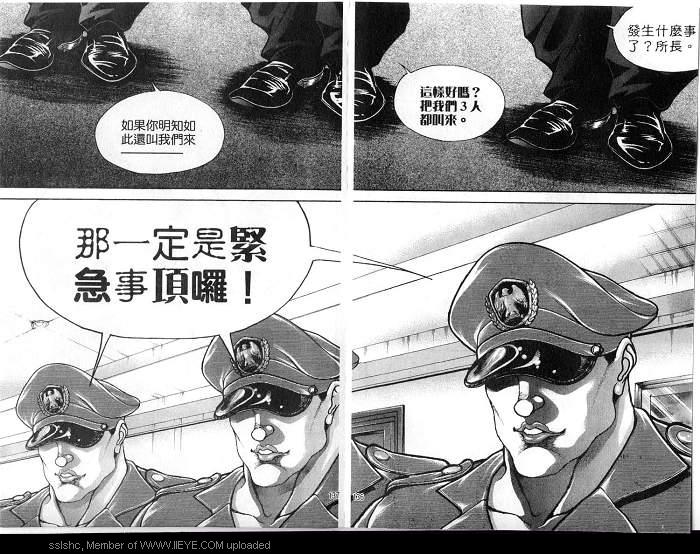 發生什麼事
了？所長。
這樣好嗎？
把我們3人
都叫來。
如果你明知如
此還叫我們來
那一定是緊
急事項囉！
136
sslshc, Member of WWW.IIEYE.COM uploaded